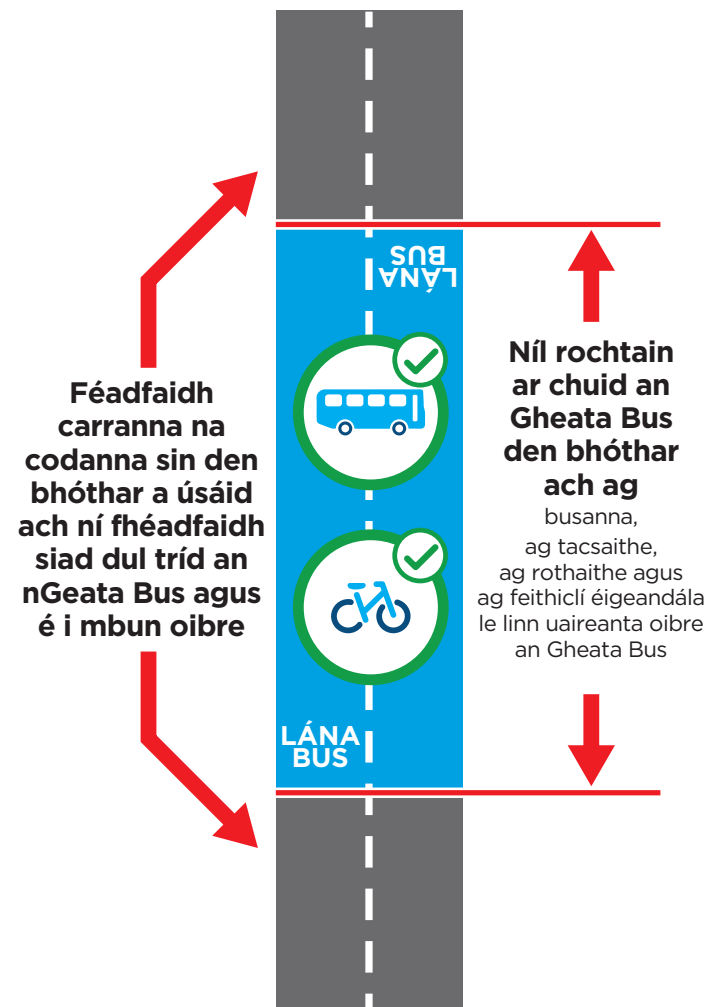 LÁNA
BUS
Féadfaidh
carranna na
codanna sin den
bhóthar a úsáid
ach ní fhéadfaidh
siad dul tríd an
nGeata Bus agus
é i mbun oibre
Níl rochtain
ar chuid an
Gheata Bus
den bhóthar
ach ag
busanna,
ag tacsaithe,
ag rothaithe agus
ag feithiclí éigeandála
le linn uaireanta oibre
an Gheata Bus
LÁNA
BUS